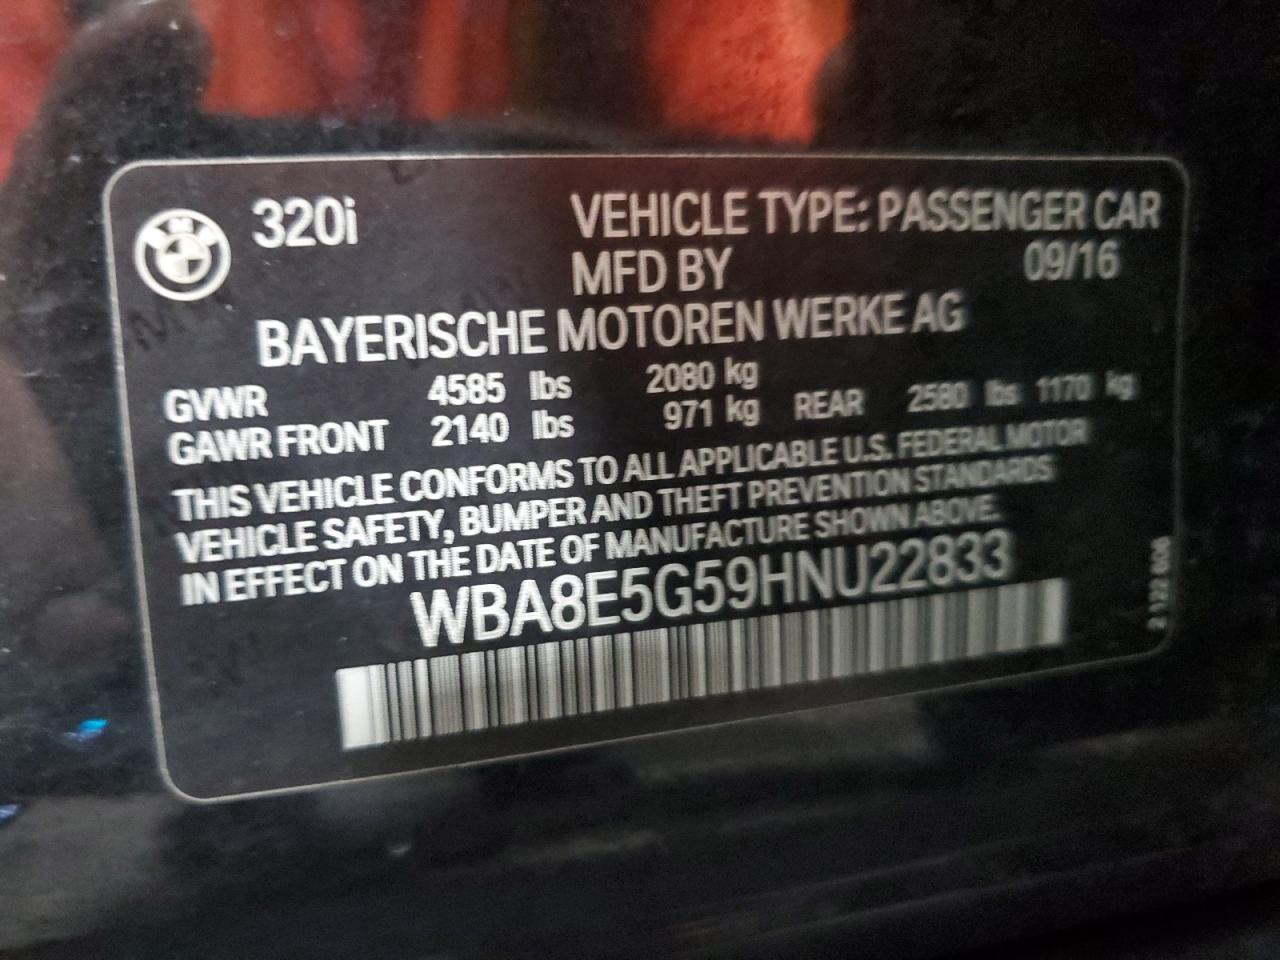 320i VEHICLE TYPE: PASSENGER CAR
MFD BY 09/16
BAYERISCHE MOTOREN WERKE AG
GVWR 4585 lbs 2080 kg
GAWR FRONT 2140 lbs 971 kg REAR 2580 lbs 1170 kg
THIS VEHICLE CONFORMS TO ALL APPLICABLE U.S. FEDERAL MOTOR
VEHICLE SAFETY, BUMPER AND THEFT PREVENTION STANDARDS
IN EFFECT ON THE DATE OF MANUFACTURE SHOWN ABOVE.
WBA8E5G59HNU22833